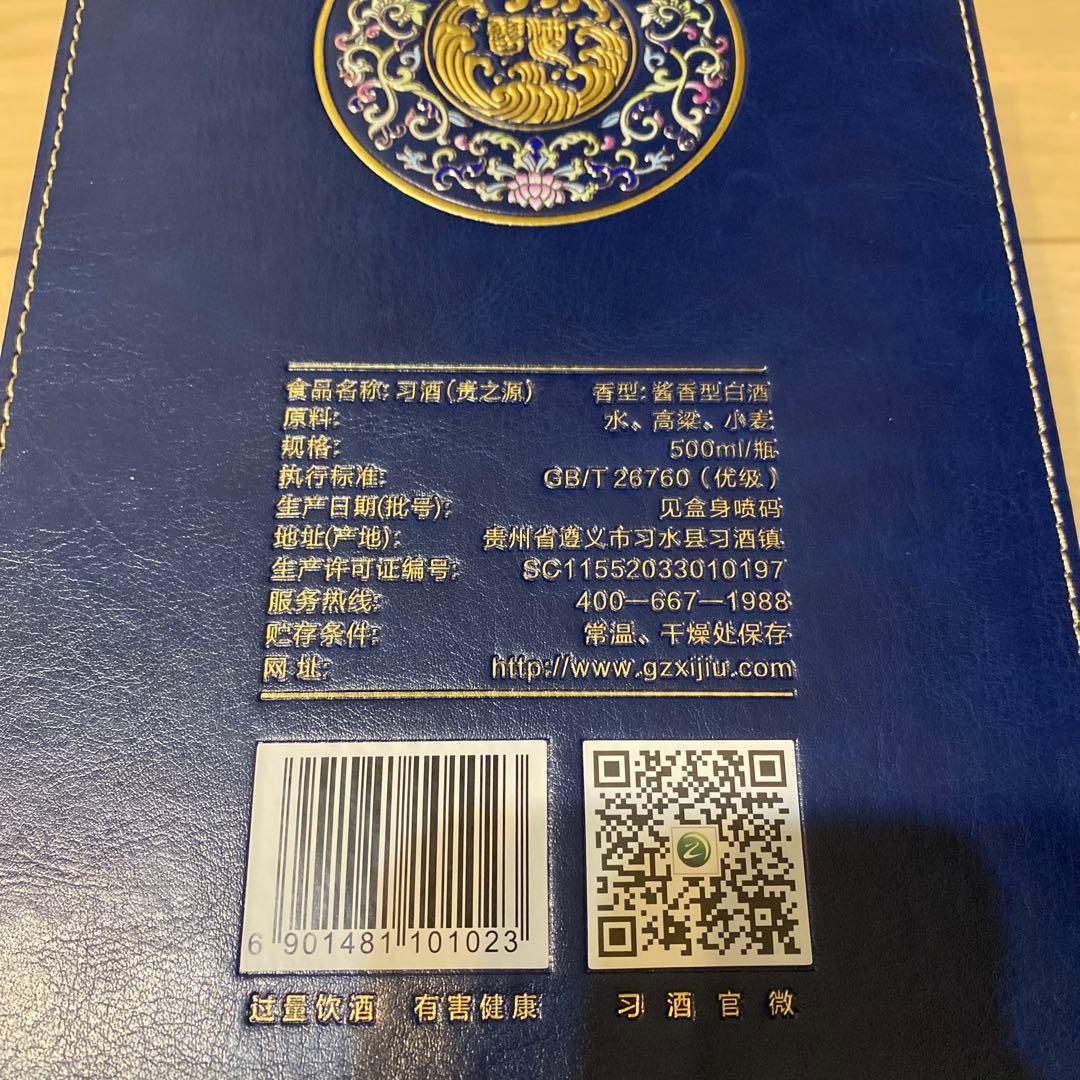 食品名称: 习酒(贵之源) 香型: 酱香型白酒
原料: 水、高粱、小麦
规格: 500ml/瓶
执行标准: GB/T 26760(优级)
生产日期(批号): 见盒身喷码
地址(产地): 贵州省遵义市习水县习酒镇
生产许可证编号: SC11552033010197
服务热线: 400-667-1988
贮存条件: 常温、干燥处保存
网址: http://www.gzxijiu.com
6 901481 101023
过量饮酒 有害健康
习酒官微